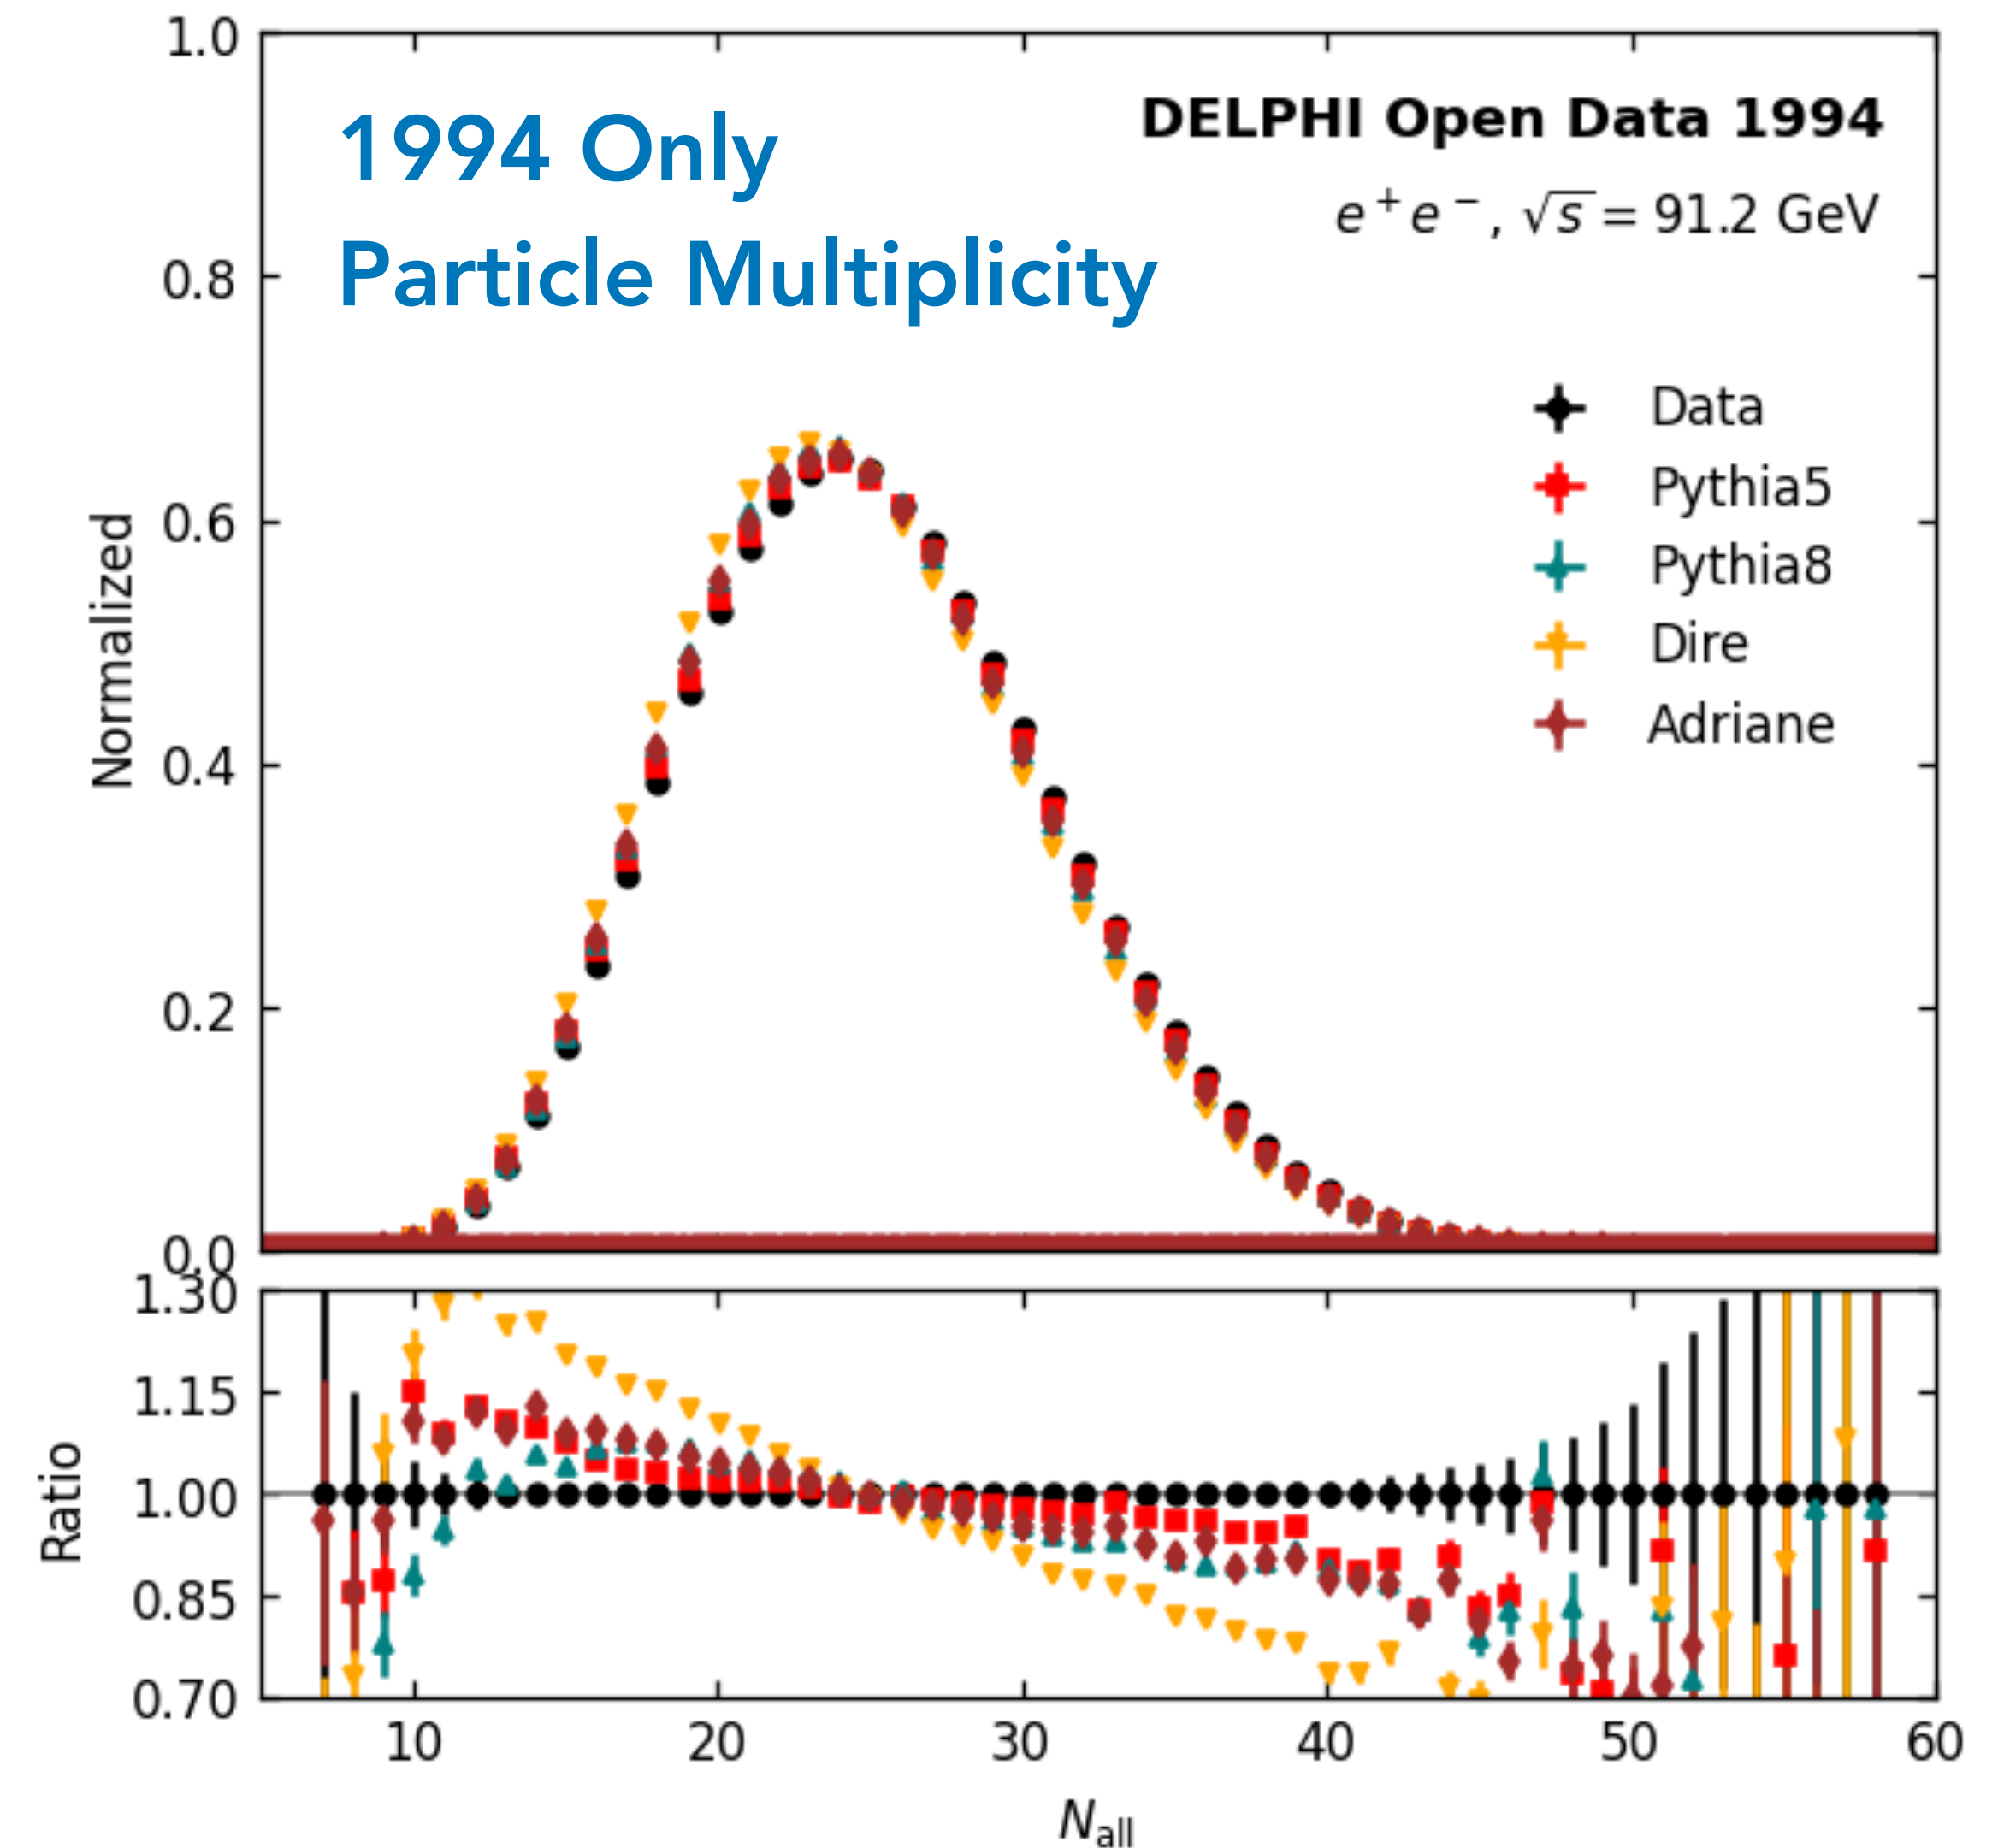 1.0
1994 Only
DELPHI Open Data 1994
e⁺e⁻, √s = 91.2 GeV
Particle Multiplicity
0.8
Data
Pythia5
Pythia8
Dire
Adriane
Normalized
0.6
0.4
0.2
0.0
1.30
1.15
1.00
0.85
0.70
Ratio
10 20 30 40 50 60
N_all